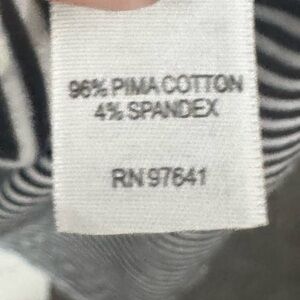 96% PIMA COTTON
4% SPANDEX
RN 97641